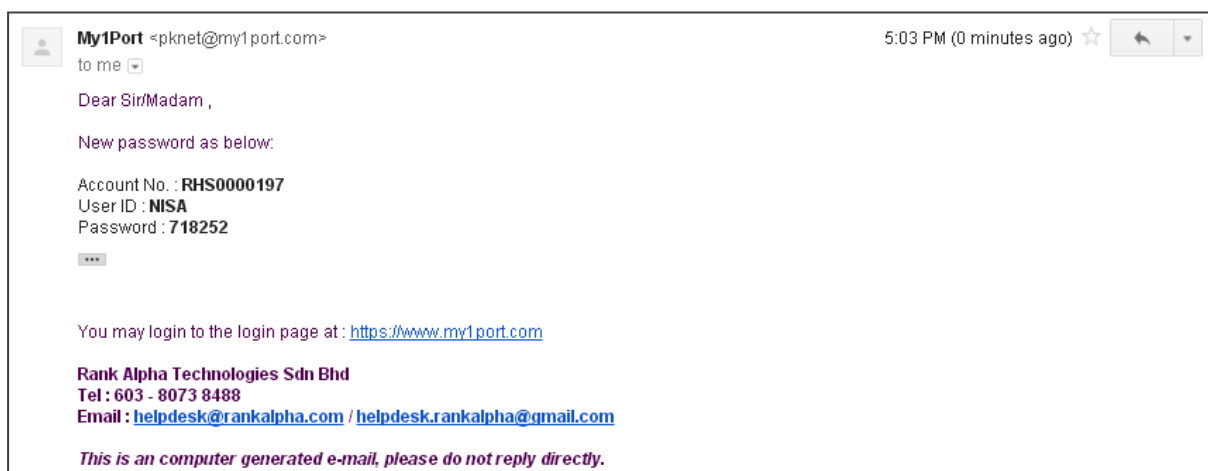 My1Port <pknet@my1port.com> 5:03 PM (0 minutes ago)
to me
Dear Sir/Madam ,
New password as below:
Account No. : RHS0000197
User ID : NISA
Password : 718252
...
You may login to the login page at : https://www.my1port.com
Rank Alpha Technologies Sdn Bhd
Tel : 603 - 8073 8488
Email : helpdesk@rankalpha.com / helpdesk.rankalpha@gmail.com
This is an computer generated e-mail, please do not reply directly.